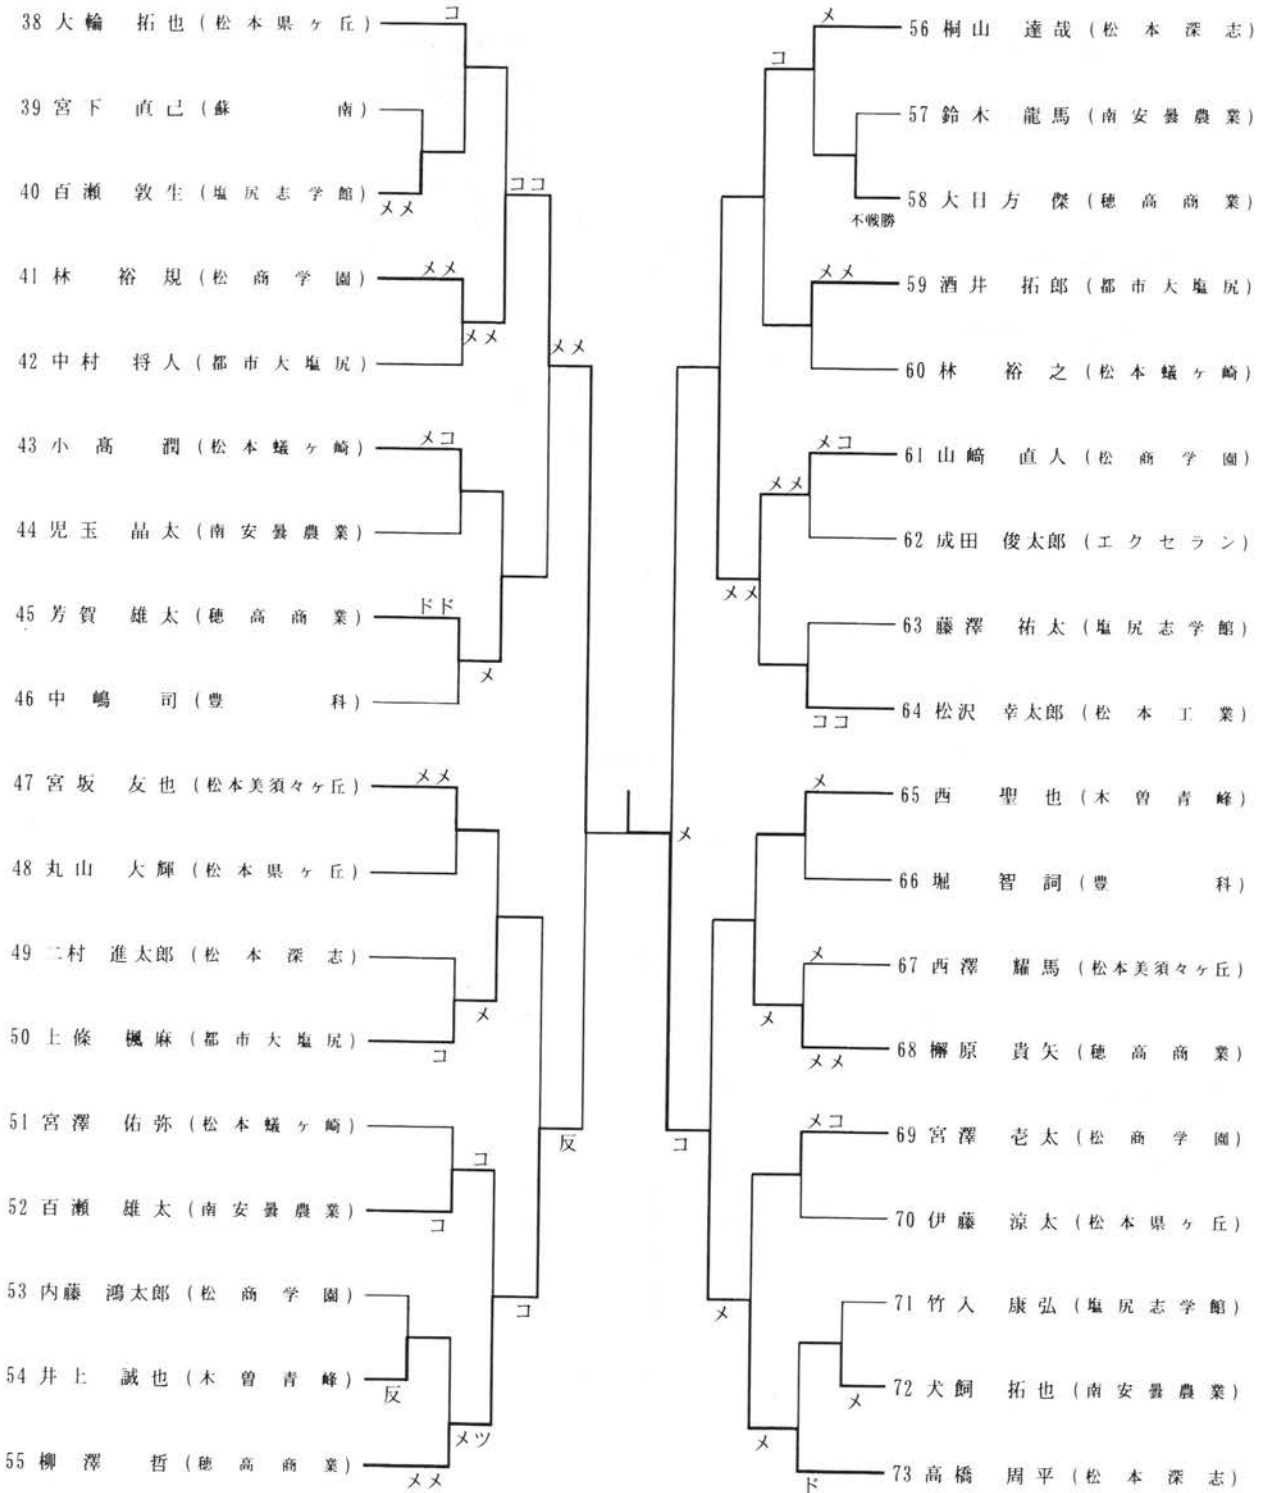 コ
38 大輪 拓也 (松本県ヶ丘)
39 宮下 直己 (蘇南)
40 百瀬 敦生 (塩尻志学館)
メメ
ココ
メメ
41 林 裕規 (松商学園)
メメ
42 中村 将人 (都市大塩尻)
メメ
メコ
43 小髙 潤 (松本蟻ヶ崎)
44 児玉 晶太 (南安曇農業)
ドド
45 芳賀 雄太 (穂高商業)
メ
46 中嶋 司 (豊科)
メメ
47 宮坂 友也 (松本美須々ヶ丘)
48 丸山 大輝 (松本県ヶ丘)
49 二村 進太郎 (松本深志)
メ
50 上條 楓麻 (都市大塩尻)
コ
51 宮澤 佑弥 (松本蟻ヶ崎)
反
コ
52 百瀬 雄太 (南安曇農業)
コ
53 内藤 鴻太郎 (松商学園)
コ
54 井上 誠也 (木曽青峰)
反
メツ
55 柳澤 哲 (穂高商業)
メメ
メ
56 桐山 達哉 (松本深志)
コ
57 鈴木 龍馬 (南安曇農業)
58 大日方 傑 (穂高商業)
不戦勝
メメ
59 酒井 拓郎 (都市大塩尻)
60 林 裕之 (松本蟻ヶ崎)
メコ
61 山﨑 直人 (松商学園)
メメ
62 成田 俊太郎 (エクセラン)
メメ
63 藤澤 祐太 (塩尻志学館)
64 松沢 幸太郎 (松本工業)
ココ
メ
65 西 聖也 (木曽青峰)
メ
66 堀 智詞 (豊科)
メ
67 西澤 耀馬 (松本美須々ヶ丘)
メ
68 槲原 貴矢 (穂高商業)
メメ
メコ
69 宮澤 壱太 (松商学園)
コ
70 伊藤 涼太 (松本県ヶ丘)
71 竹入 康弘 (塩尻志学館)
メ
72 犬飼 拓也 (南安曇農業)
メ
メ
73 高橋 周平 (松本深志)
ド